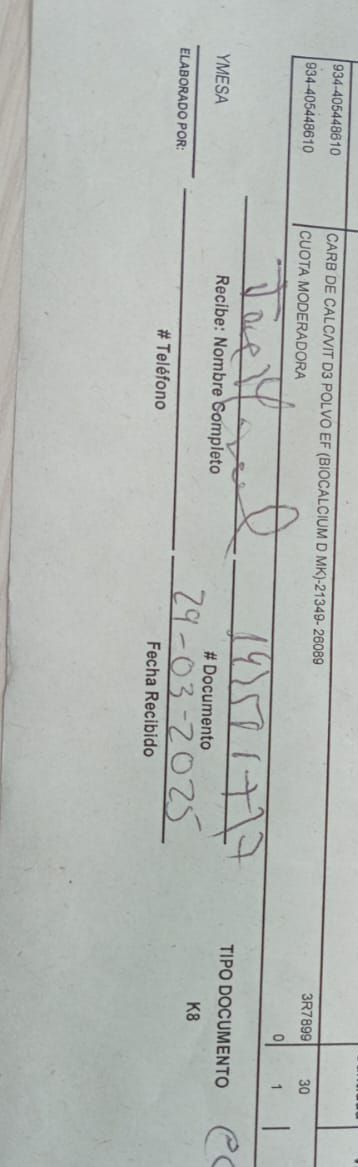 934-405448610 CARB DE CALC/VIT D3 POLVO EF (BIOCALCIUM D MK)-21349- 26089 3R7899 30
934-405448610 CUOTA MODERADORA 0 1
YMESA Recibe: Nombre Completo # Documento TIPO DOCUMENTO
ELABORADO POR: # Teléfono 29-03-2025 K8
Fecha Recibido